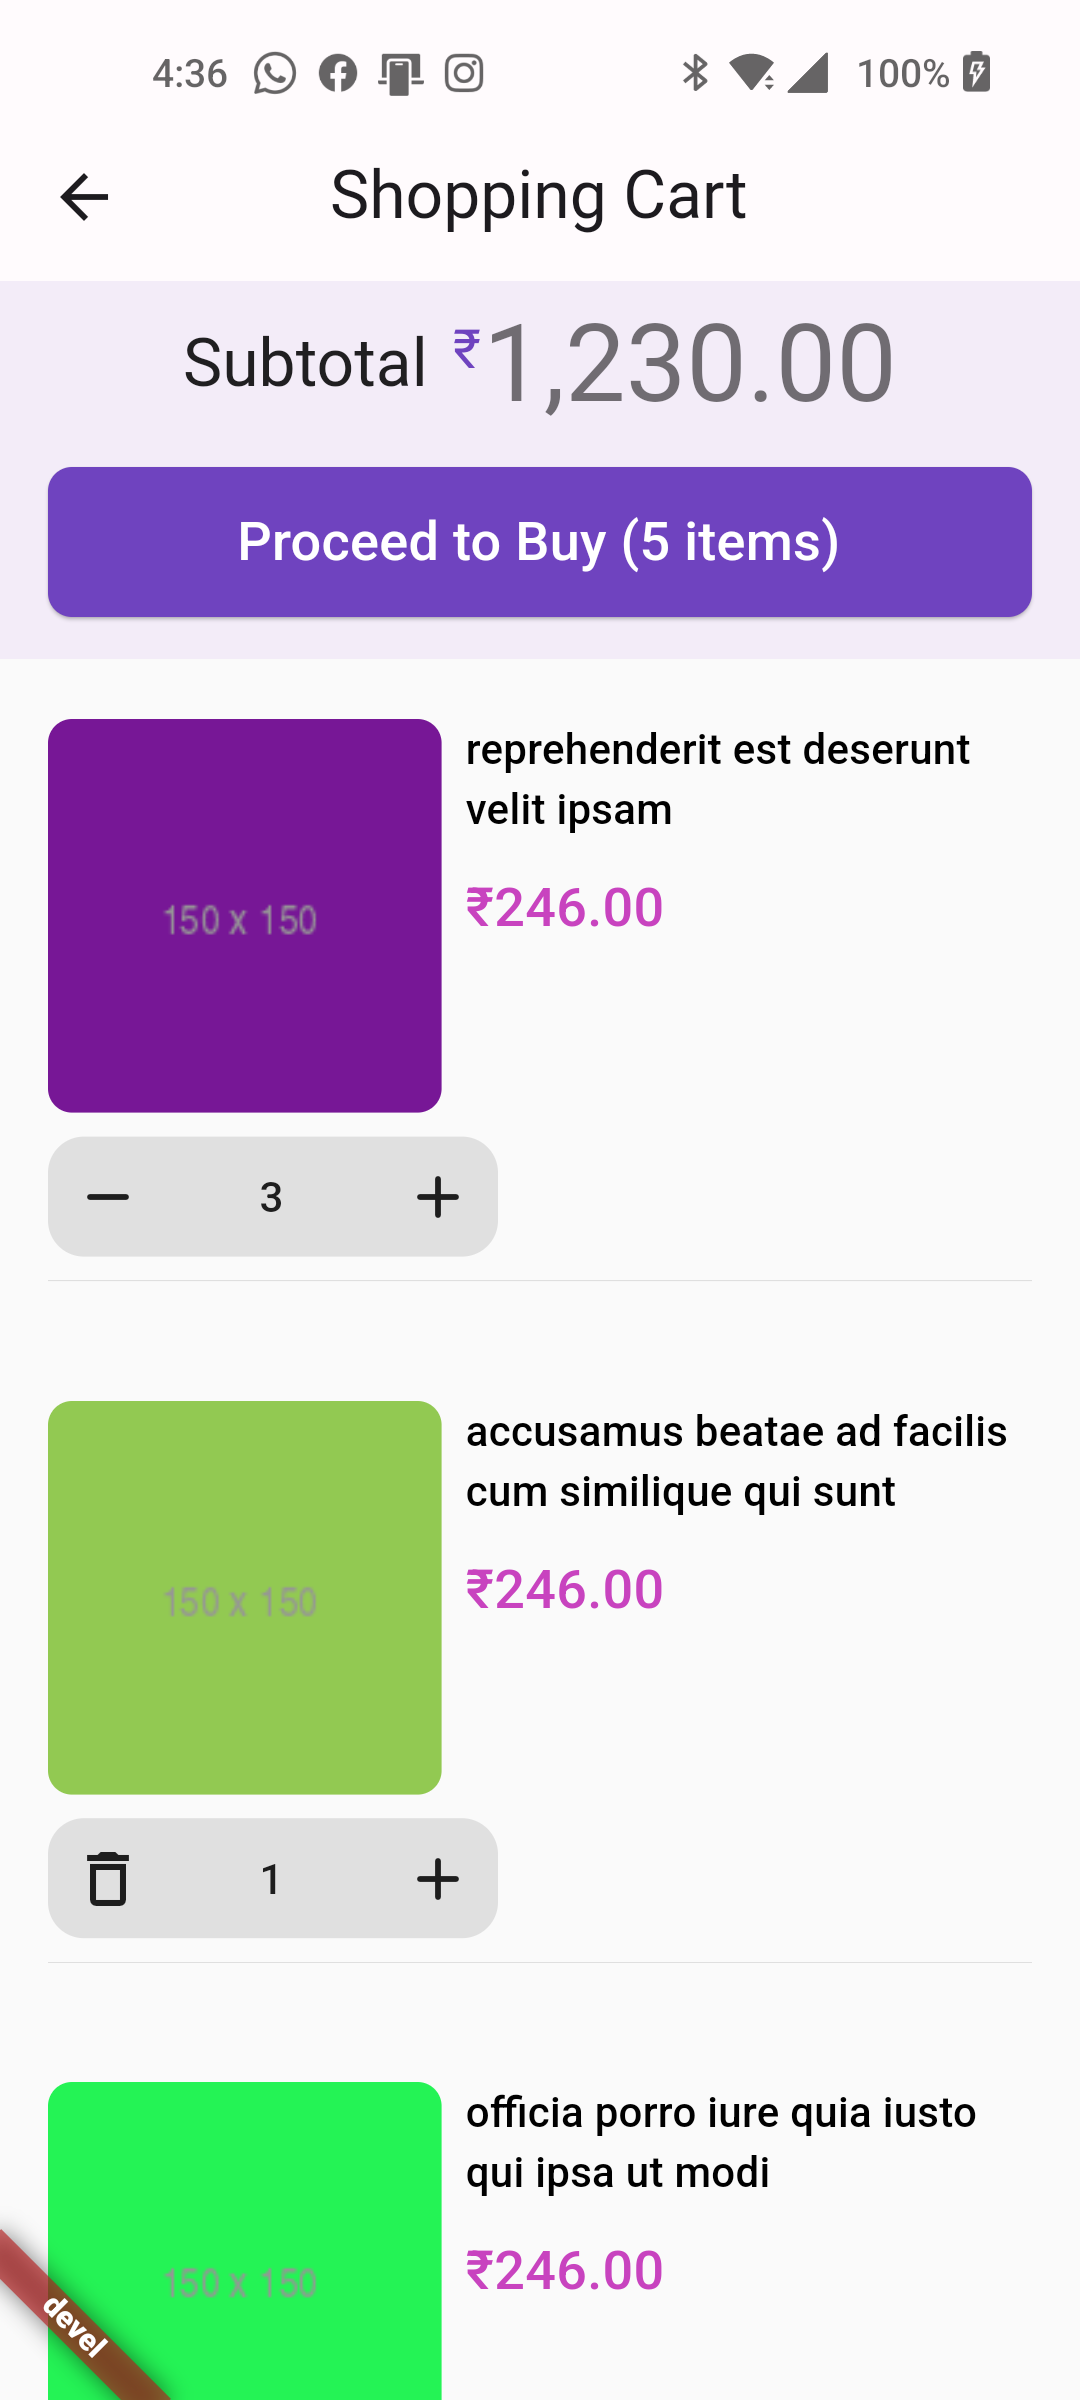 4:36
100%
Shopping Cart
Subtotal ₹1,230.00
Proceed to Buy (5 items)
reprehenderit est deserunt
velit ipsam
₹246.00
150 x 150
3
accusamus beatae ad facilis
cum similique qui sunt
₹246.00
150 x 150
1
officia porro iure quia iusto
qui ipsa ut modi
₹246.00
150 x 150
devel